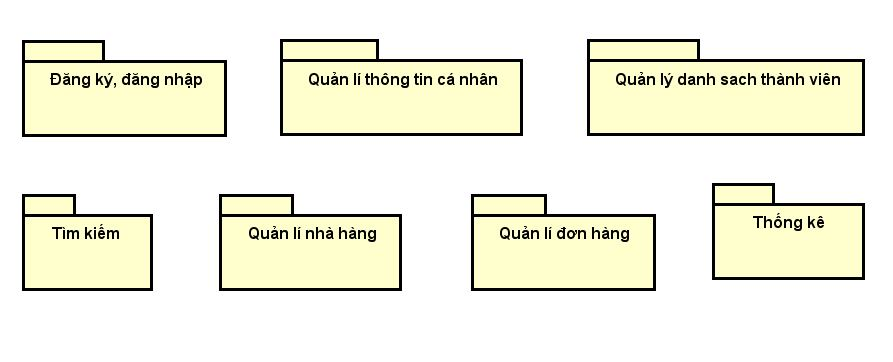 Đăng ký, đăng nhập
Quản lí thông tin cá nhân
Quản lý danh sach thành viên
Tìm kiếm
Quản lí nhà hàng
Quản lí đơn hàng
Thống kê